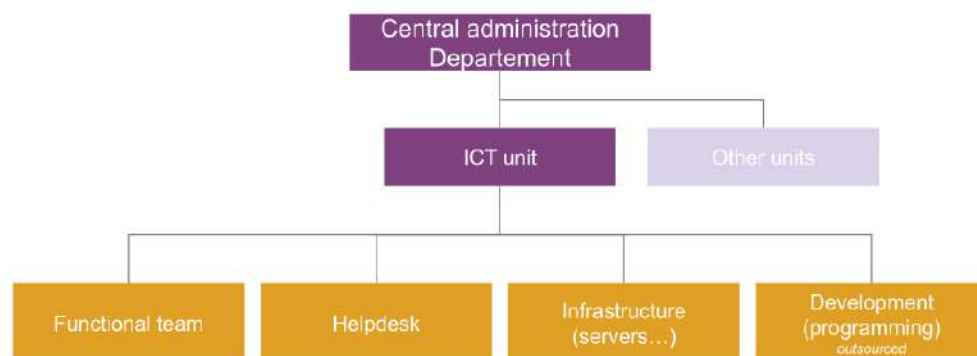 Central administration
Departement
ICT unit
Other units
Functional team
Helpdesk
Infrastructure
(servers...)
Development
(programming)
outsourced